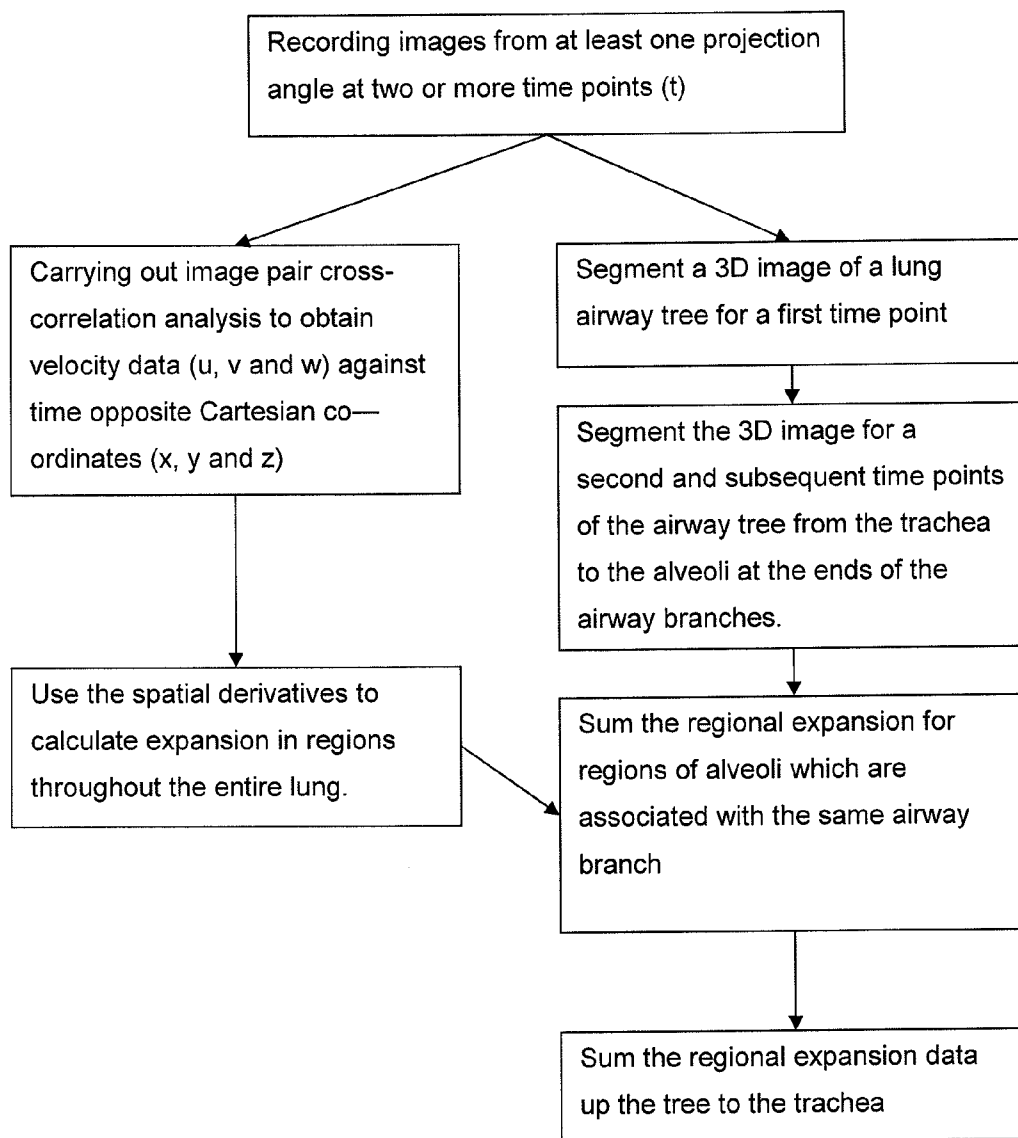 Recording images from at least one projection
angle at two or more time points (t)
Carrying out image pair cross-
correlation analysis to obtain
velocity data (u, v and w) against
time opposite Cartesian co—
ordinates (x, y and z)
Use the spatial derivatives to
calculate expansion in regions
throughout the entire lung.
Segment a 3D image of a lung
airway tree for a first time point
Segment the 3D image for a
second and subsequent time points
of the airway tree from the trachea
to the alveoli at the ends of the
airway branches.
Sum the regional expansion for
regions of alveoli which are
associated with the same airway
branch
Sum the regional expansion data
up the tree to the trachea